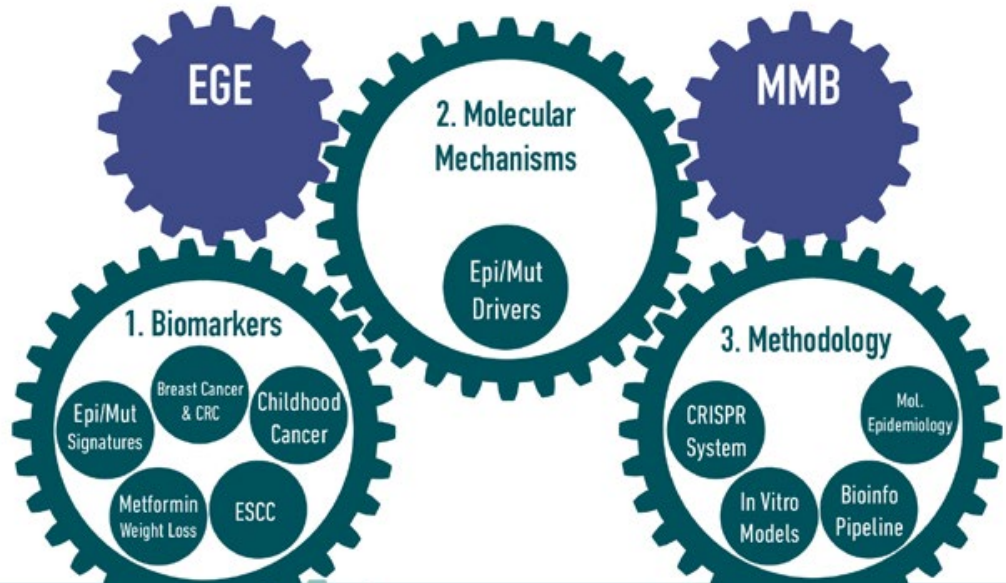 EGE
MMB
2. Molecular
Mechanisms
Epi/Mut
Drivers
1. Biomarkers
Epi/Mut
Signatures
Breast Cancer
& CRC
Childhood
Cancer
Metformin
Weight Loss
ESCC
3. Methodology
CRISPR
System
In Vitro
Models
Bioinfo
Pipeline
Mol.
Epidemiology